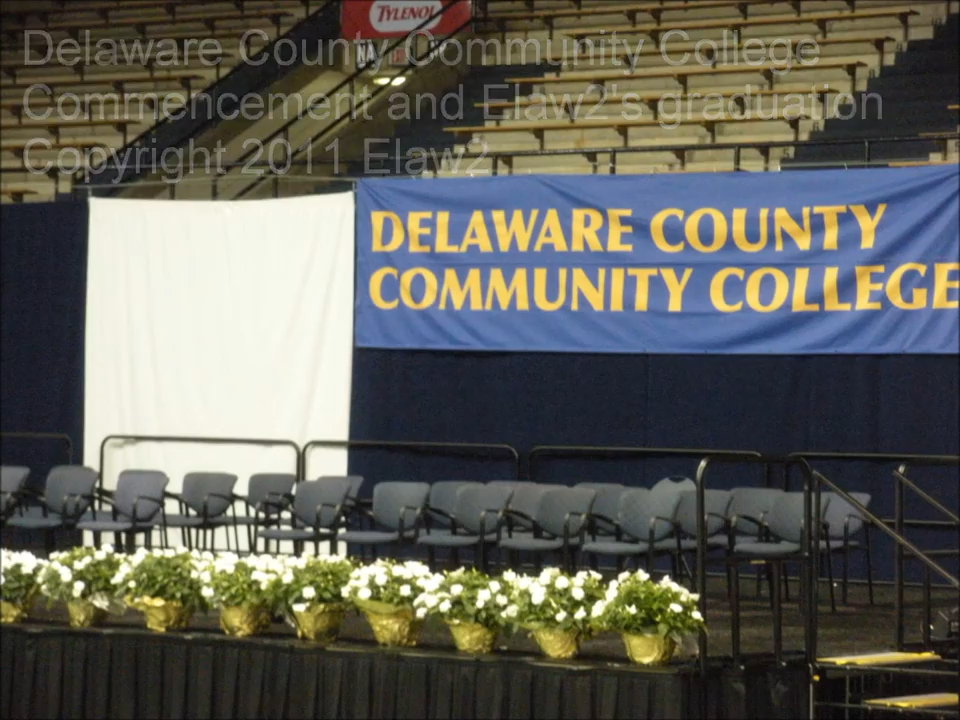 Delaware County Community College
Commencement and Elaw2's graduation
Copyright 2011 Elaw2
TYLENOL
DELAWARE COUNTY
COMMUNITY COLLEGE